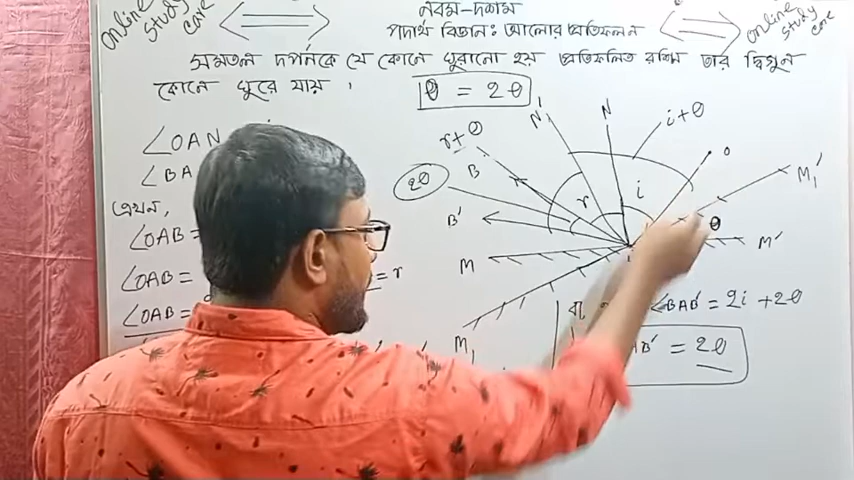 online study care
নবম-দশম
online study care
পদার্থ বিজ্ঞান: আলোর প্রতিফলন
সমতল দর্পনকে যে কোনে ঘুরানো হয় প্রতিফলিত রশ্মি তার দ্বিগুন
কোনে ঘুরে যায় ।
θ = 2θ
∠OAN
∠BA
এখন,
∠OAB =
∠OAB = = r
∠OAB =
r+θ
N'
N
i+θ
O
M₁'
B
2θ
B'
r
i
θ
M'
M
M₁
বা, ∠BAB' = 2i + 2θ
AB' = 2θ